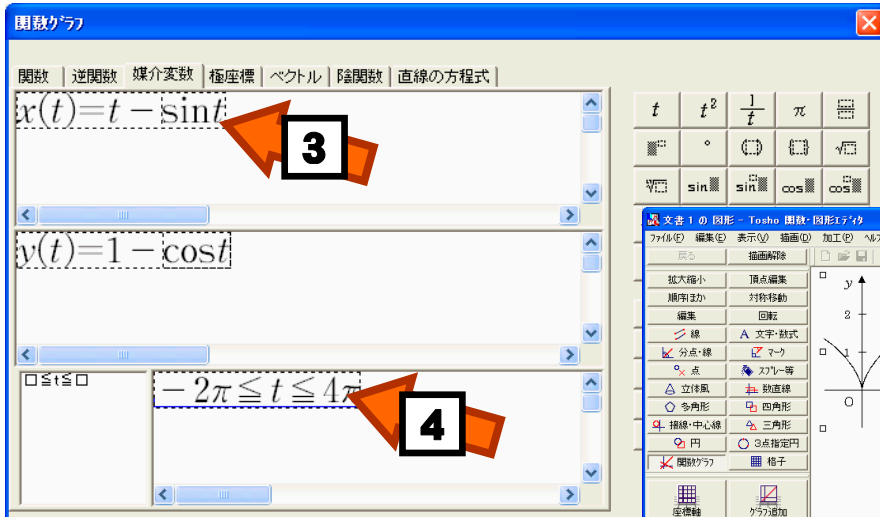 関数グラフ
関数 逆関数 媒介変数 極座標 ベクトル 陰関数 直線の方程式
x(t)=t－sint
3
y(t)=1－cost
□≦t≦□
－2π≦t≦4π
4
t t² 1/t π
° ( ) { } √
√ sin sin cos cos
文書1の図形 - Tosho 関数・図形エディタ
ファイル(F) 編集(E) 表示(V) 描画(D) 加工(P) ヘルプ
戻る 描画解除
拡大縮小 頂点編集
順序ほか 対称移動
編集 回転
線 A 文字・数式
分点・線 マーク
点 スプレー等
立体風 数直線
多角形 四角形
接線・中心線 三角形
円 3点指定円
関数グラフ 格子
座標軸 グラフ追加
y
2
1
O